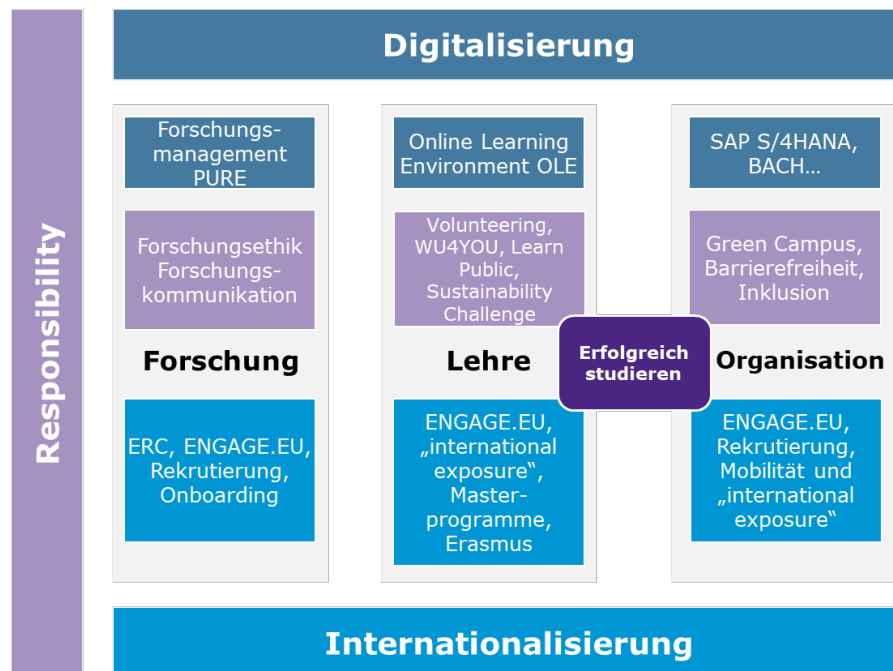 Digitalisierung
Responsibility
Forschungs-
management
PURE
Forschungsethik
Forschungs-
kommunikation
Forschung
ERC, ENGAGE.EU,
Rekrutierung,
Onboarding
Online Learning
Environment OLE
Volunteering,
WU4YOU, Learn
Public,
Sustainability
Challenge
Lehre
ENGAGE.EU,
„international
exposure“,
Master-
programme,
Erasmus
Erfolgreich
studieren
SAP S/4HANA,
BACH…
Green Campus,
Barrierefreiheit,
Inklusion
Organisation
ENGAGE.EU,
Rekrutierung,
Mobilität und
„international
exposure“
Internationalisierung